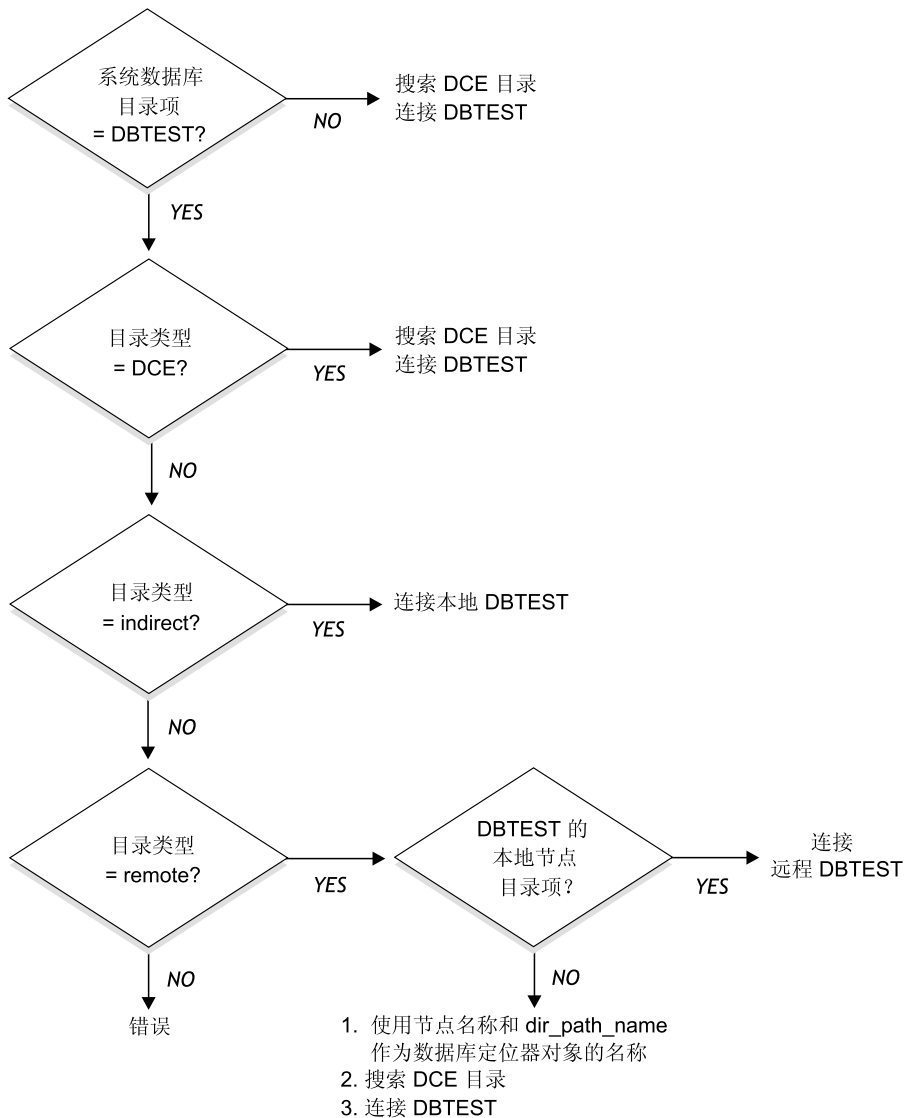 系统数据库
目录项
= DBTEST?
NO
搜索 DCE 目录
连接 DBTEST
YES
目录类型
= DCE?
YES
搜索 DCE 目录
连接 DBTEST
NO
目录类型
= indirect?
YES
连接本地 DBTEST
NO
目录类型
= remote?
YES
DBTEST 的
本地节点
目录项？
YES
连接
远程 DBTEST
NO
错误
NO
1. 使用节点名称和 dir_path_name
作为数据库定位器对象的名称
2. 搜索 DCE 目录
3. 连接 DBTEST